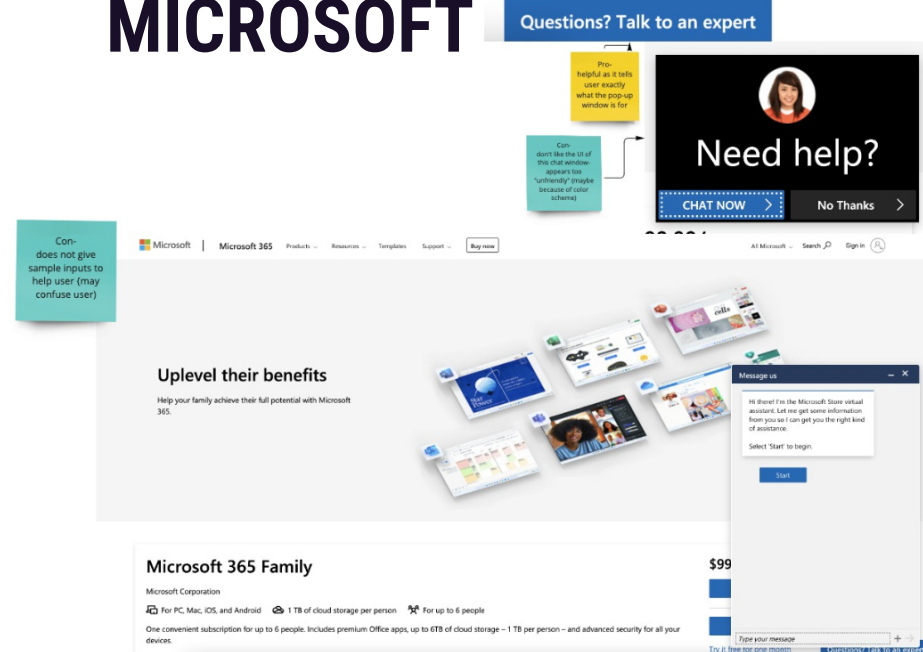 MICROSOFT
Questions? Talk to an expert
Pro-
helpful as it tells
user exactly
what the pop-up
window is for
Con-
don't like the UI of
this chat window-
appears too
"unfriendly" (maybe
because of color
scheme)
Need help?
CHAT NOW
No Thanks
Con-
does not give
sample inputs to
help user (may
confuse user)
Microsoft
Microsoft 365
Products
Resources
Templates
Support
Buy now
All Microsoft
Search
Sign in
Uplevel their benefits
Help your family achieve their full potential with Microsoft
365.
cells
Message us
Hi there! I'm the Microsoft Store virtual
assistant. Let me get some information
from you so I can get you the right kind
of assistance.
Select 'Start' to begin.
Start
Microsoft 365 Family
$99
Microsoft Corporation
For PC, Mac, iOS, and Android
1 TB of cloud storage per person
For up to 6 people
One convenient subscription for up to 6 people. Includes premium Office apps, up to 6TB of cloud storage – 1 TB per person – and advanced security for all your
devices.
Type your message
Try it free for one month
Questions? Talk to an exper